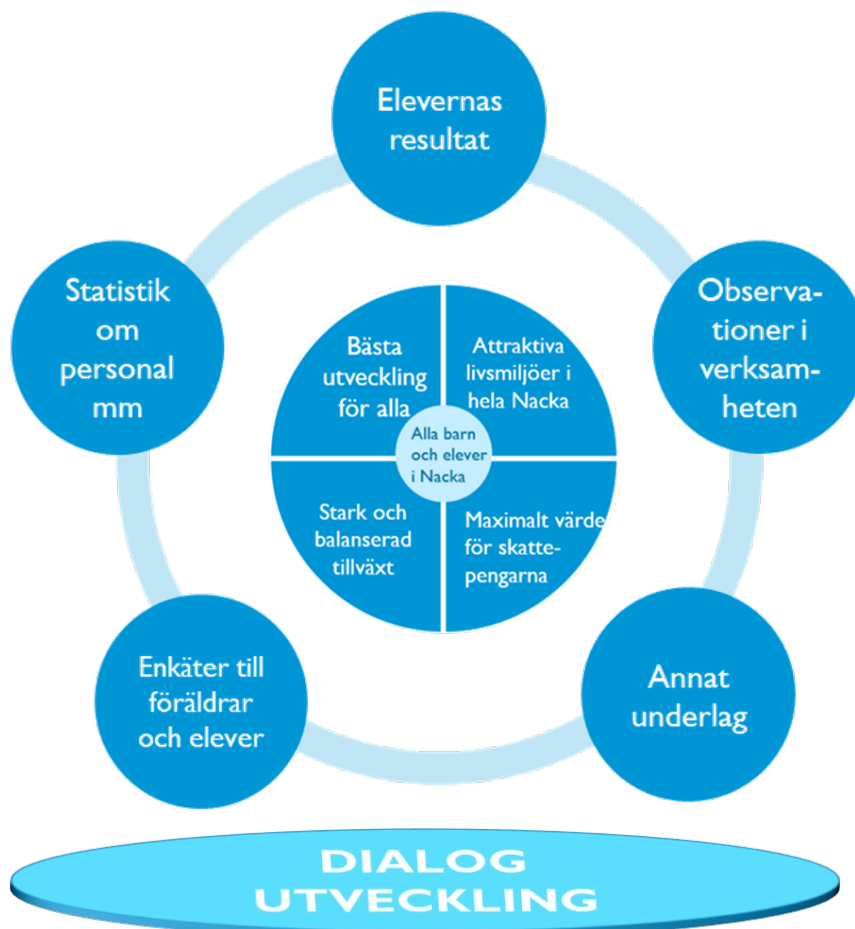 Elevernas
resultat
Statistik
om
personal
mm
Observa-
tioner i
verksam-
heten
Bästa
utveckling
för alla
Attraktiva
livsmiljöer i
hela Nacka
Alla barn
och elever
i Nacka
Stark och
balanserad
tillväxt
Maximalt värde
för skatte-
pengarna
Enkäter till
föräldrar
och elever
Annat
underlag
DIALOG
UTVECKLING